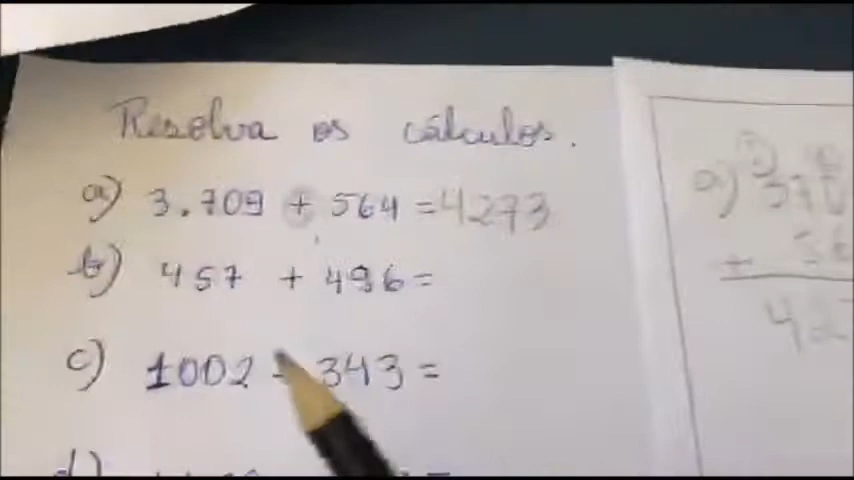 Resolva os cálculos.
a) 3.709 + 564 = 4273
b) 457 + 496 =
c) 1002 - 343 =
d)
a)
+